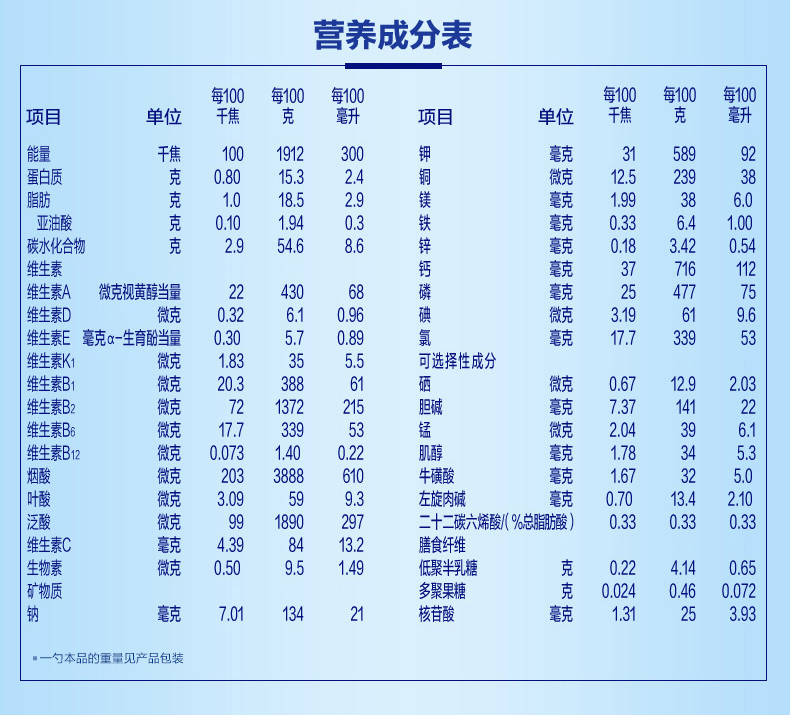 营养成分表
项目 单位 每100千焦 每100克 每100毫升
能量 千焦 100 1912 300
蛋白质 克 0.80 15.3 2.4
脂肪 克 1.0 18.5 2.9
亚油酸 克 0.10 1.94 0.3
碳水化合物 克 2.9 54.6 8.6
维生素
维生素A 微克视黄醇当量 22 430 68
维生素D 微克 0.32 6.1 0.96
维生素E 毫克α-生育酚当量 0.30 5.7 0.89
维生素K1 微克 1.83 35 5.5
维生素B1 微克 20.3 388 61
维生素B2 微克 72 1372 215
维生素B6 微克 17.7 339 53
维生素B12 微克 0.073 1.40 0.22
烟酸 微克 203 3888 610
叶酸 微克 3.09 59 9.3
泛酸 微克 99 1890 297
维生素C 毫克 4.39 84 13.2
生物素 微克 0.50 9.5 1.49
矿物质
钠 毫克 7.01 134 21
项目 单位 每100千焦 每100克 每100毫升
钾 毫克 31 589 92
铜 微克 12.5 239 38
镁 毫克 1.99 38 6.0
铁 毫克 0.33 6.4 1.00
锌 毫克 0.18 3.42 0.54
钙 毫克 37 716 112
磷 毫克 25 477 75
碘 微克 3.19 61 9.6
氯 毫克 17.7 339 53
可选择性成分
硒 微克 0.67 12.9 2.03
胆碱 毫克 7.37 141 22
锰 微克 2.04 39 6.1
肌醇 毫克 1.78 34 5.3
牛磺酸 毫克 1.67 32 5.0
左旋肉碱 毫克 0.70 13.4 2.10
二十二碳六烯酸/(%总脂肪酸) 0.33 0.33 0.33
膳食纤维
低聚半乳糖 克 0.22 4.14 0.65
多聚果糖 克 0.024 0.46 0.072
核苷酸 毫克 1.31 25 3.93
▪一勺本品的重量见产品包装